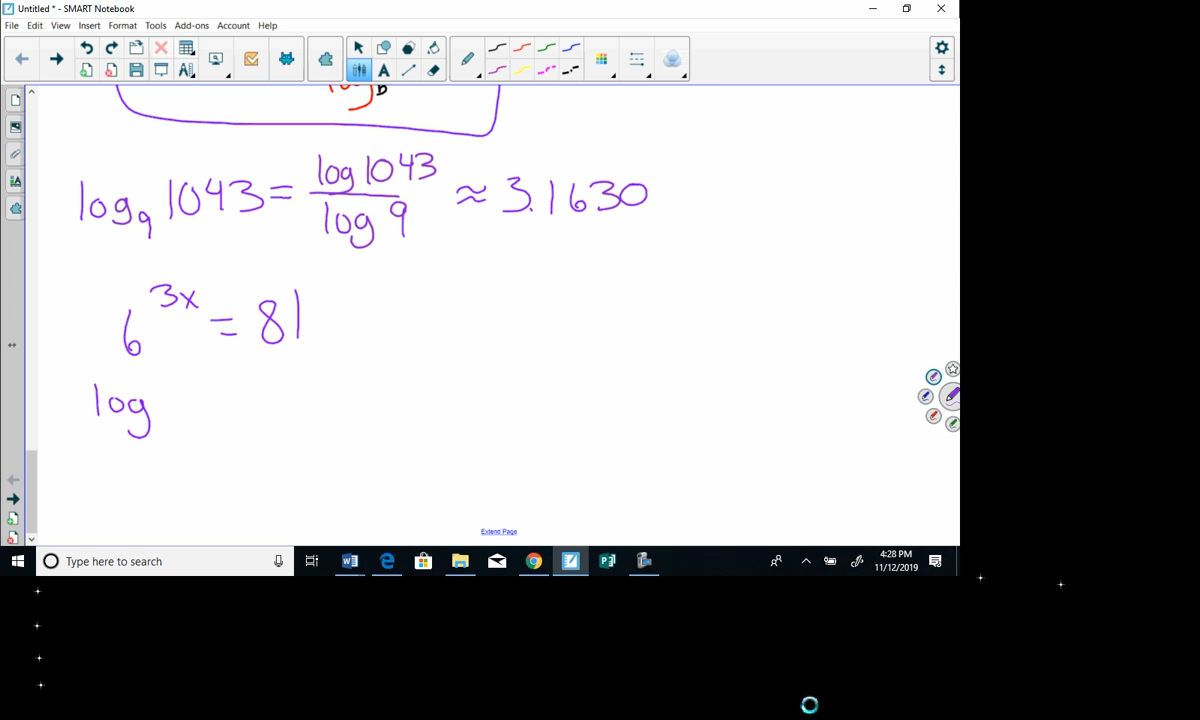 Untitled * - SMART Notebook
File Edit View Insert Format Tools Add-ons Account Help
log b
log₉ 1043 = log 1043 / log 9 ≈ 3.1630
6^3x = 81
log
Extend Page
Type here to search
4:28 PM
11/12/2019